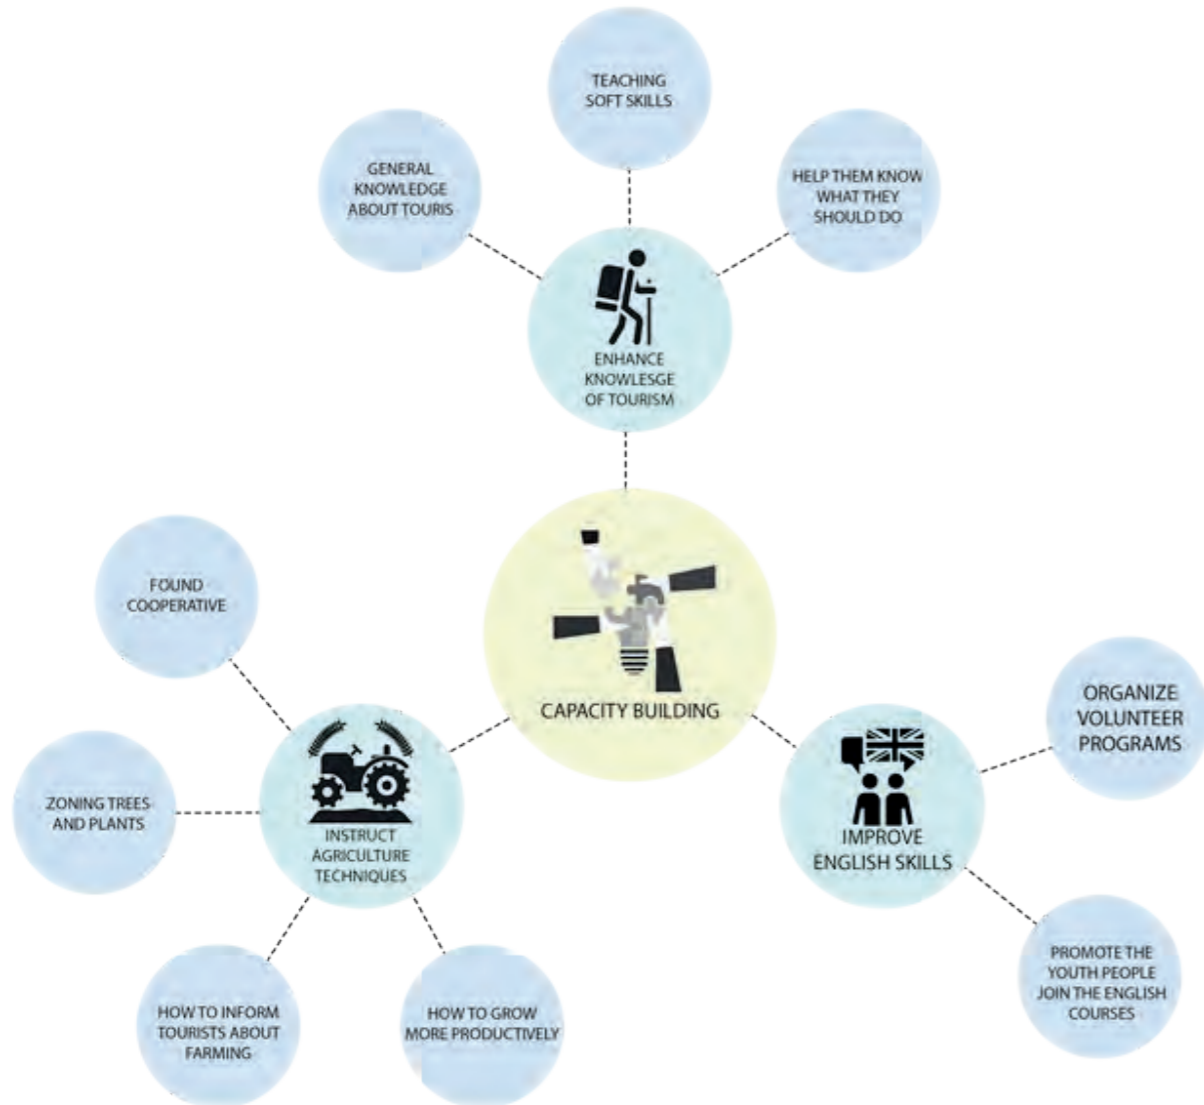 TEACHING
SOFT SKILLS
GENERAL
KNOWLEDGE
ABOUT TOURIS
HELP THEM KNOW
WHAT THEY
SHOULD DO
ENHANCE
KNOWLESGE
OF TOURISM
CAPACITY BUILDING
FOUND
COOPERATIVE
ZONING TREES
AND PLANTS
INSTRUCT
AGRICULTURE
TECHNIQUES
HOW TO INFORM
TOURISTS ABOUT
FARMING
HOW TO GROW
MORE PRODUCTIVELY
IMPROVE
ENGLISH SKILLS
ORGANIZE
VOLUNTEER
PROGRAMS
PROMOTE THE
YOUTH PEOPLE
JOIN THE ENGLISH
COURSES